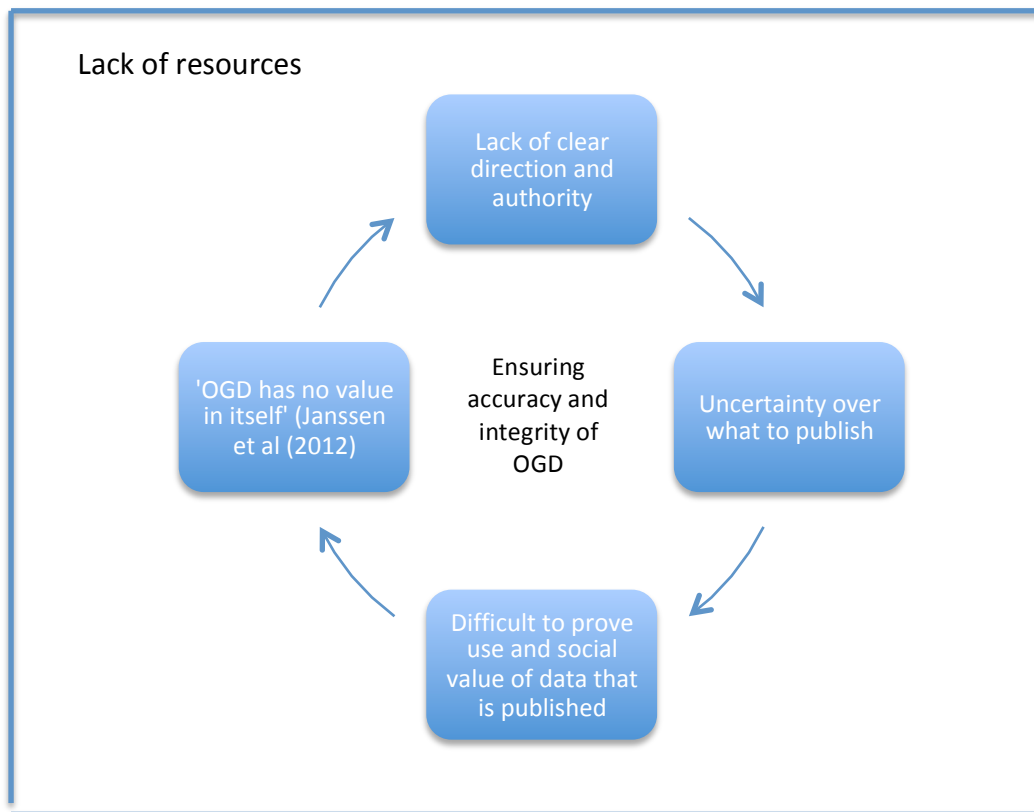 Lack of resources
Lack of clear
direction and
authority
Uncertainty over
what to publish
Difficult to prove
use and social
value of data that
is published
'OGD has no value
in itself' (Janssen
et al (2012)
Ensuring
accuracy and
integrity of
OGD